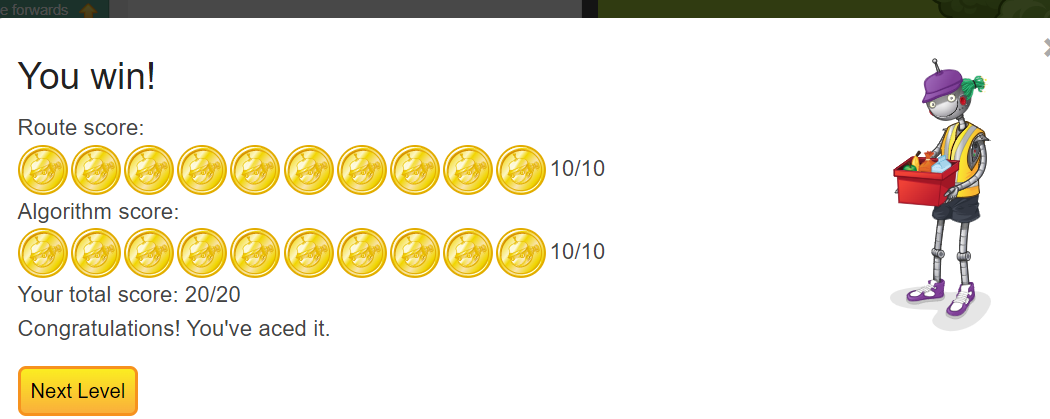 e forwards
You win!
Route score:
10/10
Algorithm score:
10/10
Your total score: 20/20
Congratulations! You've aced it.
Next Level